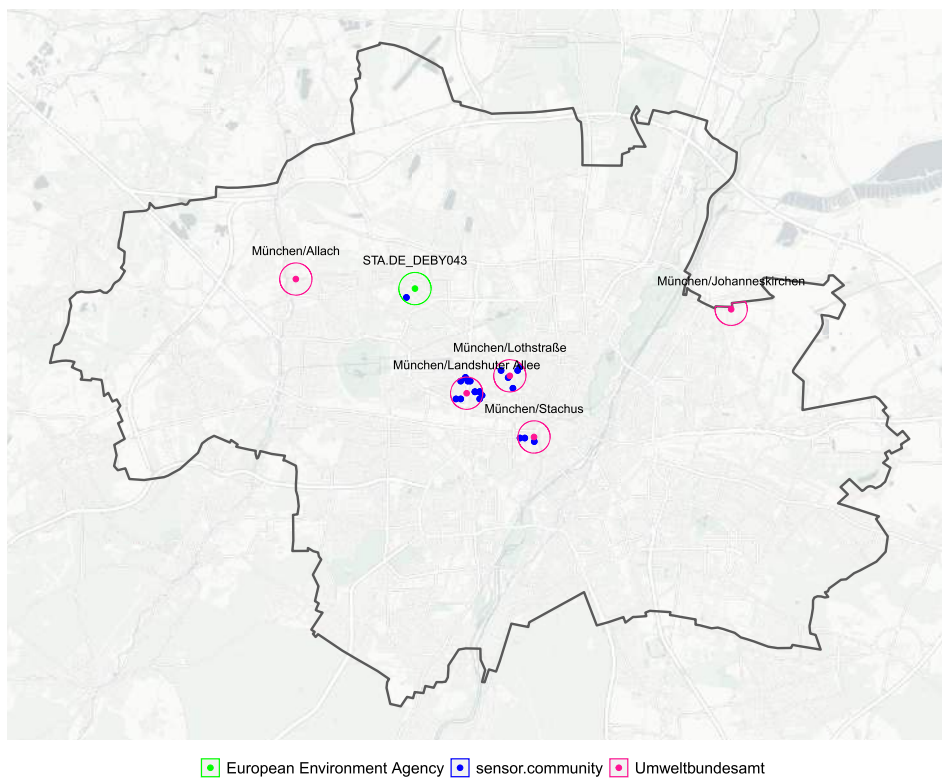 München/Allach
STA.DE_DEBY043
München/Johanneskirchen
München/Lothstraße
München/Landshuter Allee
München/Stachus
European Environment Agency
sensor.community
Umweltbundesamt